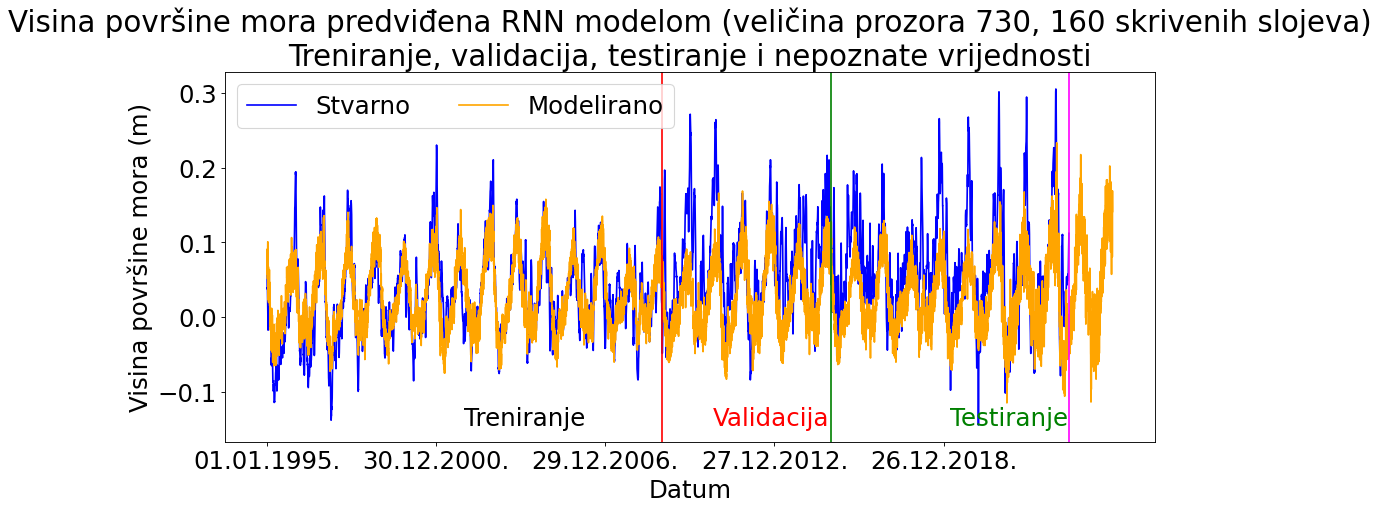 Visina površine mora predviđena RNN modelom (veličina prozora 730, 160 skrivenih slojeva)
Treniranje, validacija, testiranje i nepoznate vrijednosti
Stvarno Modelirano
Visina površine mora (m)
0.3
0.2
0.1
0.0
−0.1
Treniranje Validacija Testiranje
01.01.1995. 30.12.2000. 29.12.2006. 27.12.2012. 26.12.2018.
Datum